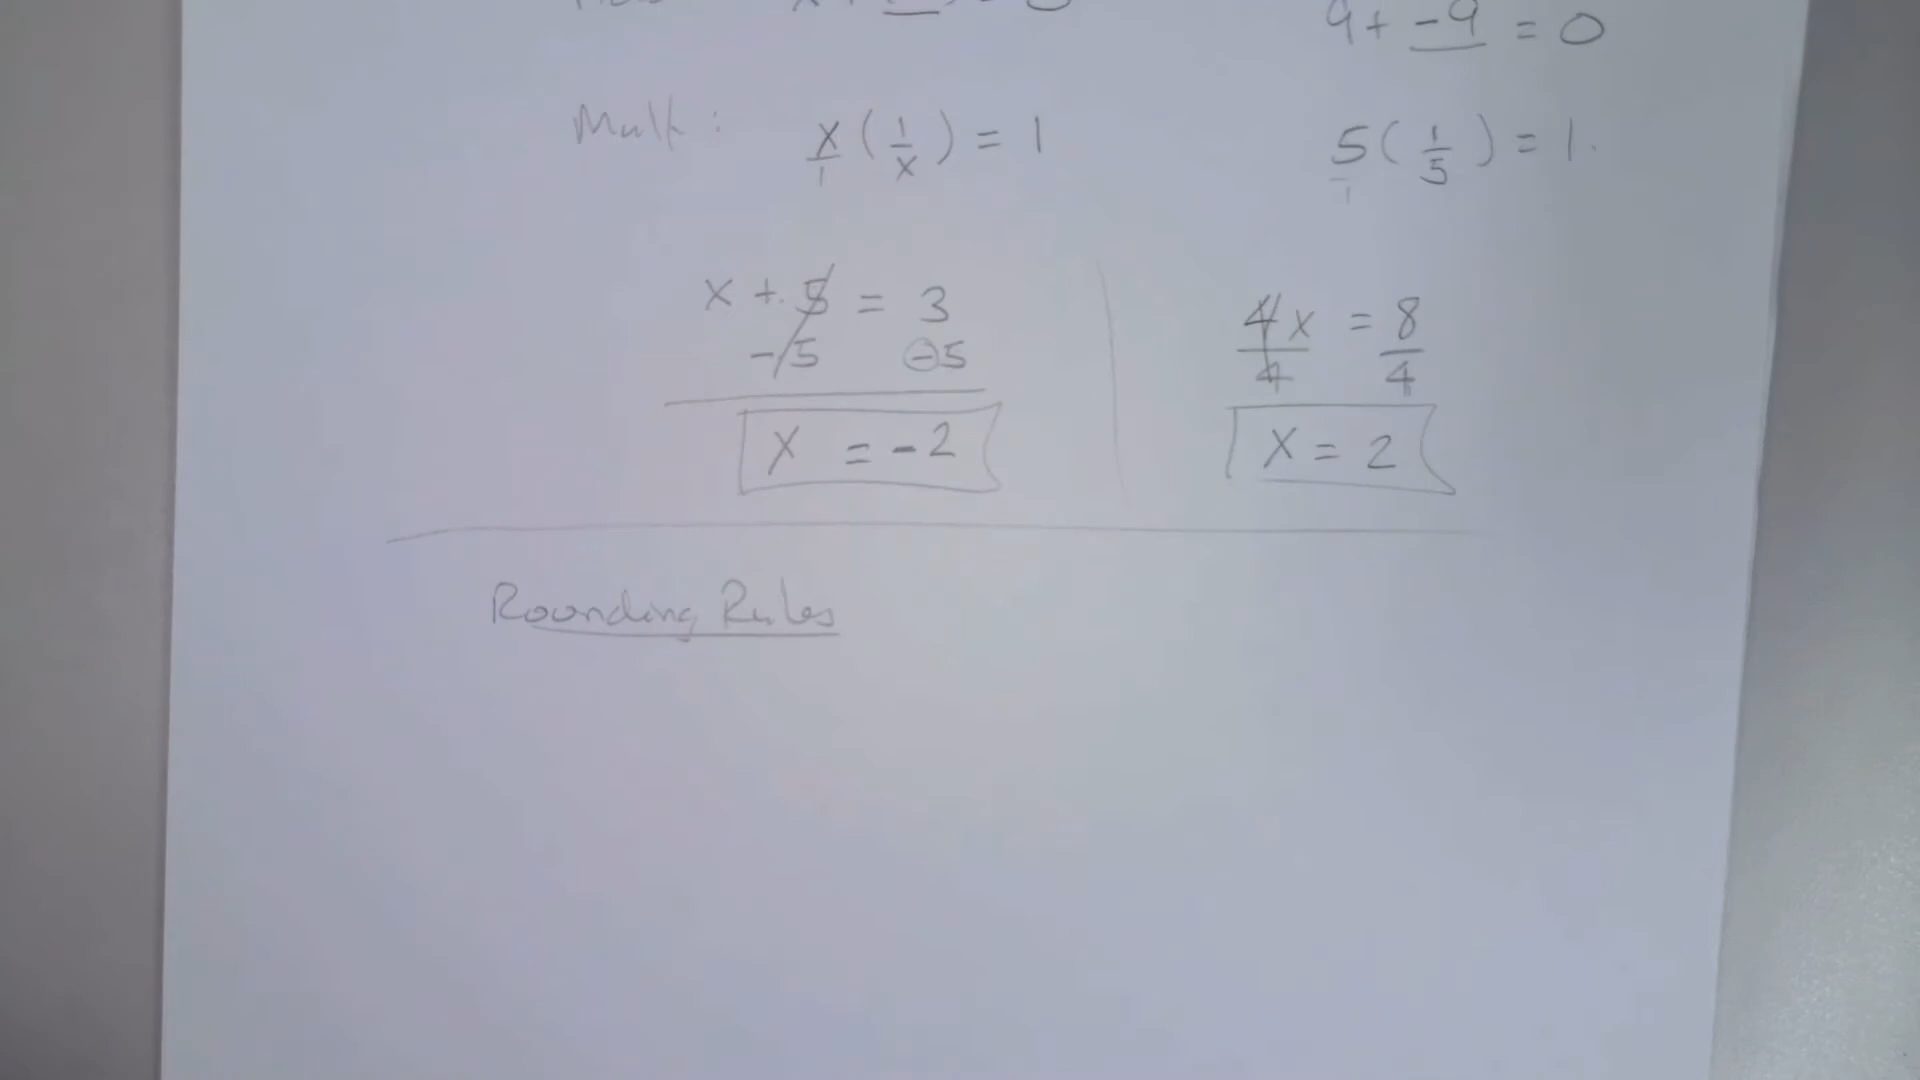 9 + -9 = 0
Mult: x/1 (1/x) = 1 5/1 (1/5) = 1.
x + 5 = 3
-5 -5
x = -2
4x/4 = 8/4
x = 2
Rounding Rules